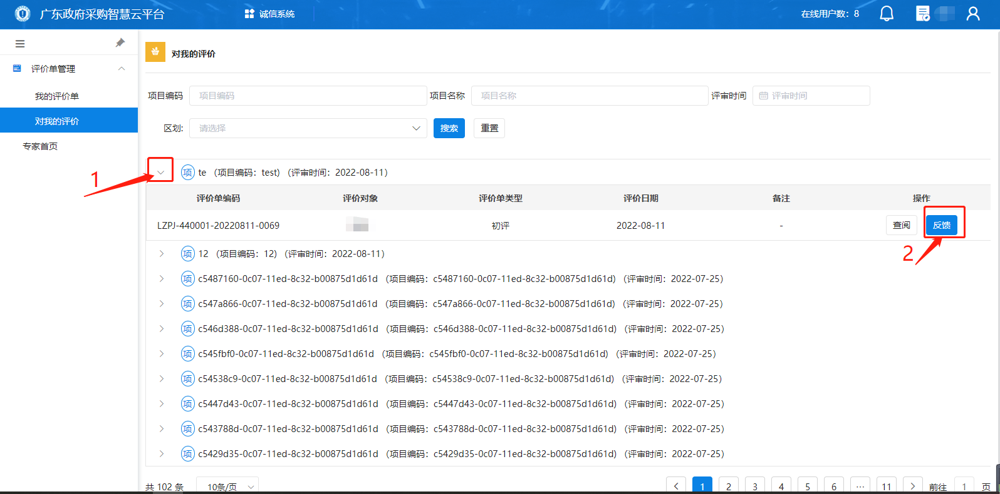 广东政府采购智慧云平台 诚信系统 在线用户数：8
对我的评价
评价单管理
我的评价单
对我的评价
专家首页
项目编码 项目编码 项目名称 项目名称 评审时间 评审时间
区划: 请选择 搜索 重置
1
项 te （项目编码：test）（评审时间：2022-08-11）
评价单编码 评价对象 评价单类型 评价日期 备注 操作
LZPJ-440001-20220811-0069 初评 2022-08-11 - 查阅 反馈
2
项 12 （项目编码：12）（评审时间：2022-08-11）
项 c5487160-0c07-11ed-8c32-b00875d1d61d （项目编码：c5487160-0c07-11ed-8c32-b00875d1d61d）（评审时间：2022-07-25）
项 c547a866-0c07-11ed-8c32-b00875d1d61d （项目编码：c547a866-0c07-11ed-8c32-b00875d1d61d）（评审时间：2022-07-25）
项 c546d388-0c07-11ed-8c32-b00875d1d61d （项目编码：c546d388-0c07-11ed-8c32-b00875d1d61d）（评审时间：2022-07-25）
项 c545fbf0-0c07-11ed-8c32-b00875d1d61d （项目编码：c545fbf0-0c07-11ed-8c32-b00875d1d61d）（评审时间：2022-07-25）
项 c54538c9-0c07-11ed-8c32-b00875d1d61d （项目编码：c54538c9-0c07-11ed-8c32-b00875d1d61d）（评审时间：2022-07-25）
项 c5447d43-0c07-11ed-8c32-b00875d1d61d （项目编码：c5447d43-0c07-11ed-8c32-b00875d1d61d）（评审时间：2022-07-25）
项 c543788d-0c07-11ed-8c32-b00875d1d61d （项目编码：c543788d-0c07-11ed-8c32-b00875d1d61d）（评审时间：2022-07-25）
项 c5429d35-0c07-11ed-8c32-b00875d1d61d （项目编码：c5429d35-0c07-11ed-8c32-b00875d1d61d）（评审时间：2022-07-25）
共 102 条 10条/页 1 2 3 4 5 6 ··· 11 前往 1 页